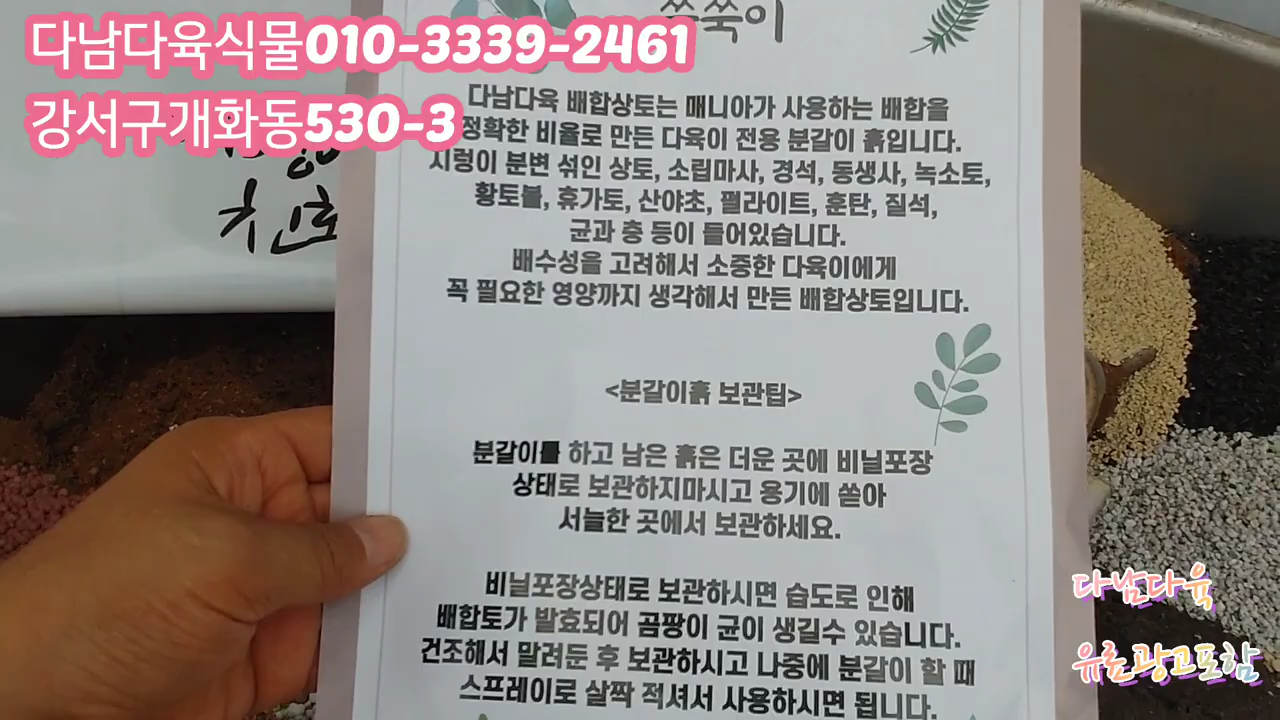 다남다육식물010-3339-2461
강서구개화동530-3
다남다육 배합상토는 매니아가 사용하는 배합을
정확한 비율로 만든 다육이 전용 분갈이 흙입니다.
시렁이 분변 섞인 상토, 소립마사, 경석, 동생사, 녹소토,
황토볼, 휴가토, 산야초, 펄라이트, 훈탄, 질석,
균과 충 등이 들어있습니다.
배수성을 고려해서 소중한 다육이에게
꼭 필요한 영양까지 생각해서 만든 배합상토입니다.
<분갈이흙 보관팁>
분갈이를 하고 남은 흙은 더운 곳에 비닐포장
상태로 보관하지마시고 용기에 쏟아
서늘한 곳에서 보관하세요.
비닐포장상태로 보관하시면 습도로 인해
배합토가 발효되어 곰팡이 균이 생길수 있습니다.
건조해서 말려둔 후 보관하시고 나중에 분갈이 할 때
스프레이로 살짝 적셔서 사용하시면 됩니다.
다남다육
유료광고포함